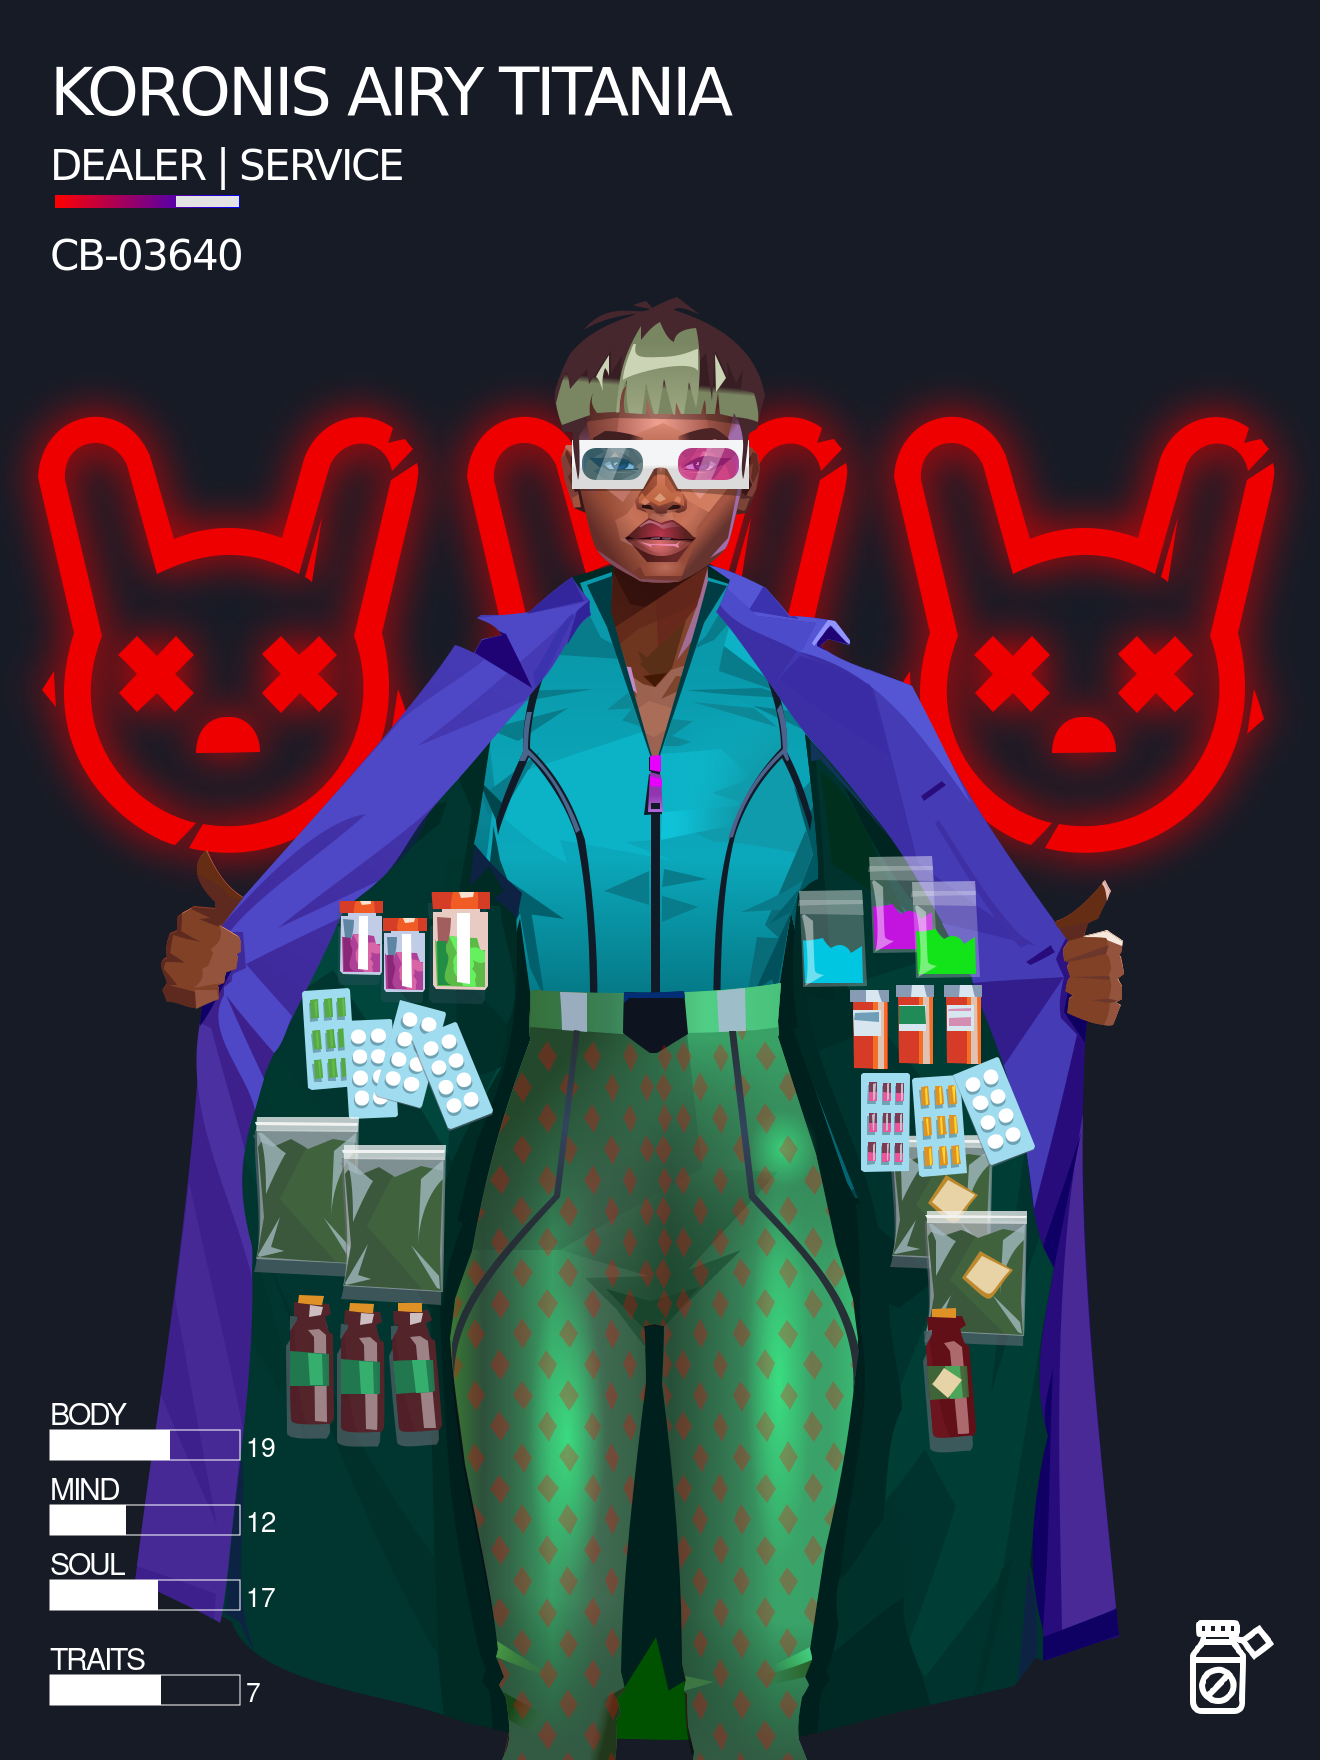 KORONIS AIRY TITANIA
DEALER | SERVICE
CB-03640
BODY
19
MIND
12
SOUL
17
TRAITS
7